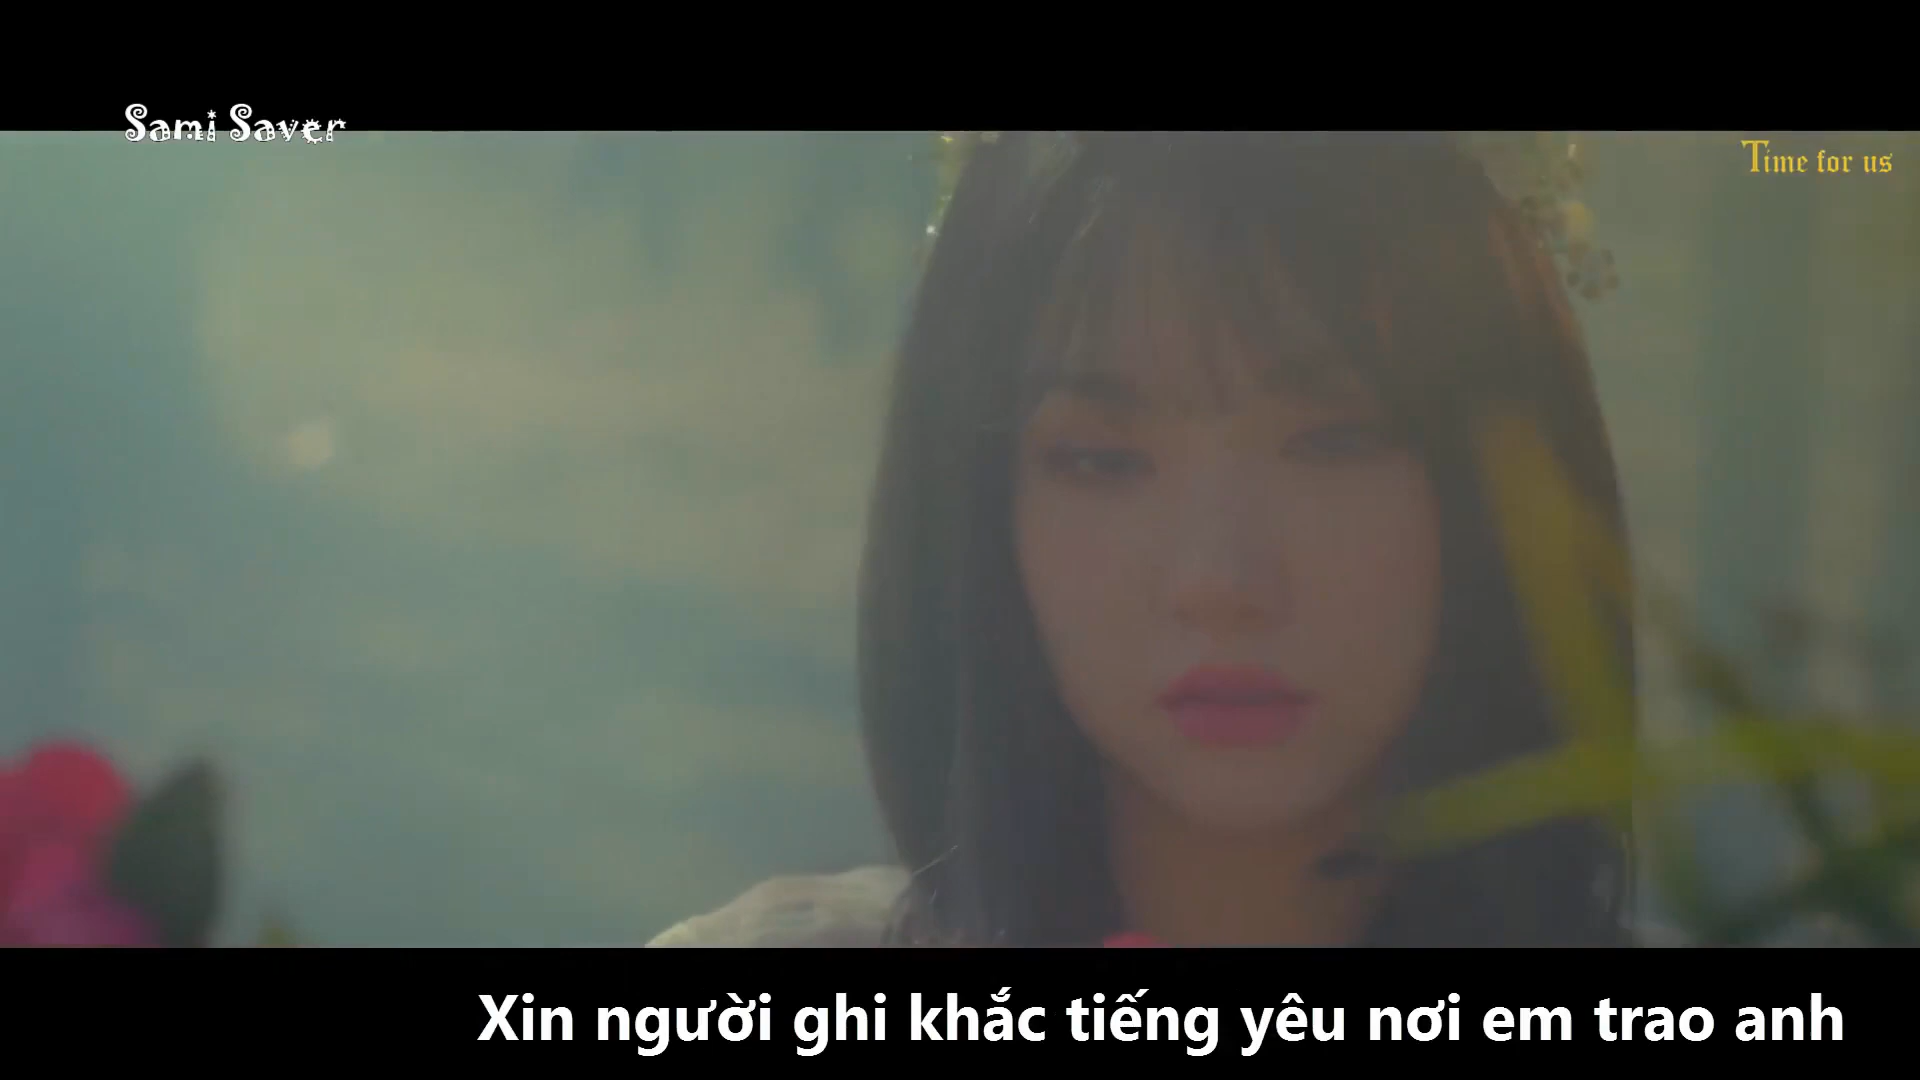 Sami Saver
Time for us
Xin người ghi khắc tiếng yêu nơi em trao anh